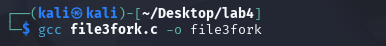 ┌──(kali㉿kali)-[~/Desktop/lab4]
└─$ gcc file3fork.c -o file3fork